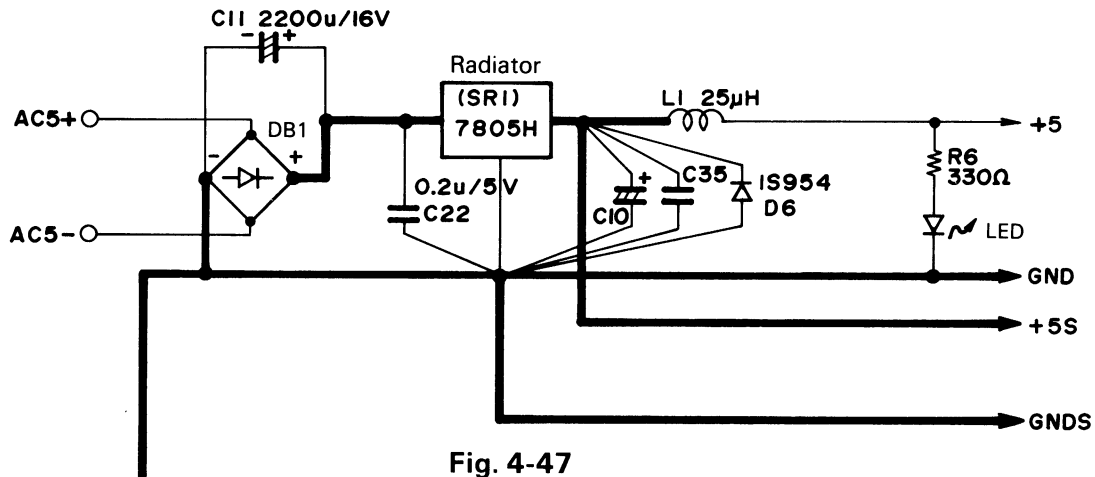 C11 2200u/16V
- +
Radiator
(SR1)
7805H
AC5+
DB1
- +
L1 25μH
+5
R6
330Ω
0.2u/5V
C22
+
C10
C35
1S954
D6
LED
AC5-
GND
+5S
GNDS
Fig. 4-47